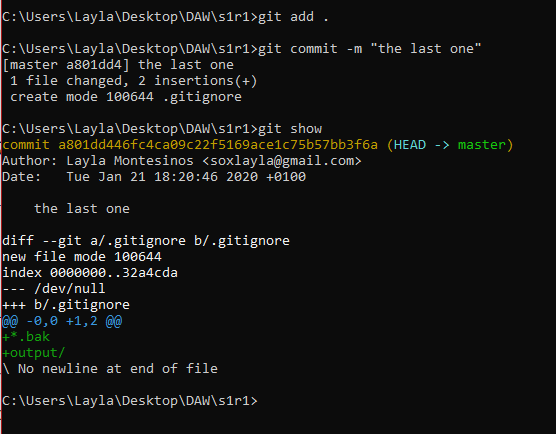 C:\Users\Layla\Desktop\DAW\s1r1>git add .
C:\Users\Layla\Desktop\DAW\s1r1>git commit -m "the last one"
[master a801dd4] the last one
 1 file changed, 2 insertions(+)
 create mode 100644 .gitignore
C:\Users\Layla\Desktop\DAW\s1r1>git show
commit a801dd446fc4ca09c22f5169ace1c75b57bb3f6a (HEAD -> master)
Author: Layla Montesinos <soxlayla@gmail.com>
Date:   Tue Jan 21 18:20:46 2020 +0100
    the last one
diff --git a/.gitignore b/.gitignore
new file mode 100644
index 0000000..32a4cda
--- /dev/null
+++ b/.gitignore
@@ -0,0 +1,2 @@
+*.bak
+output/
\ No newline at end of file
C:\Users\Layla\Desktop\DAW\s1r1>